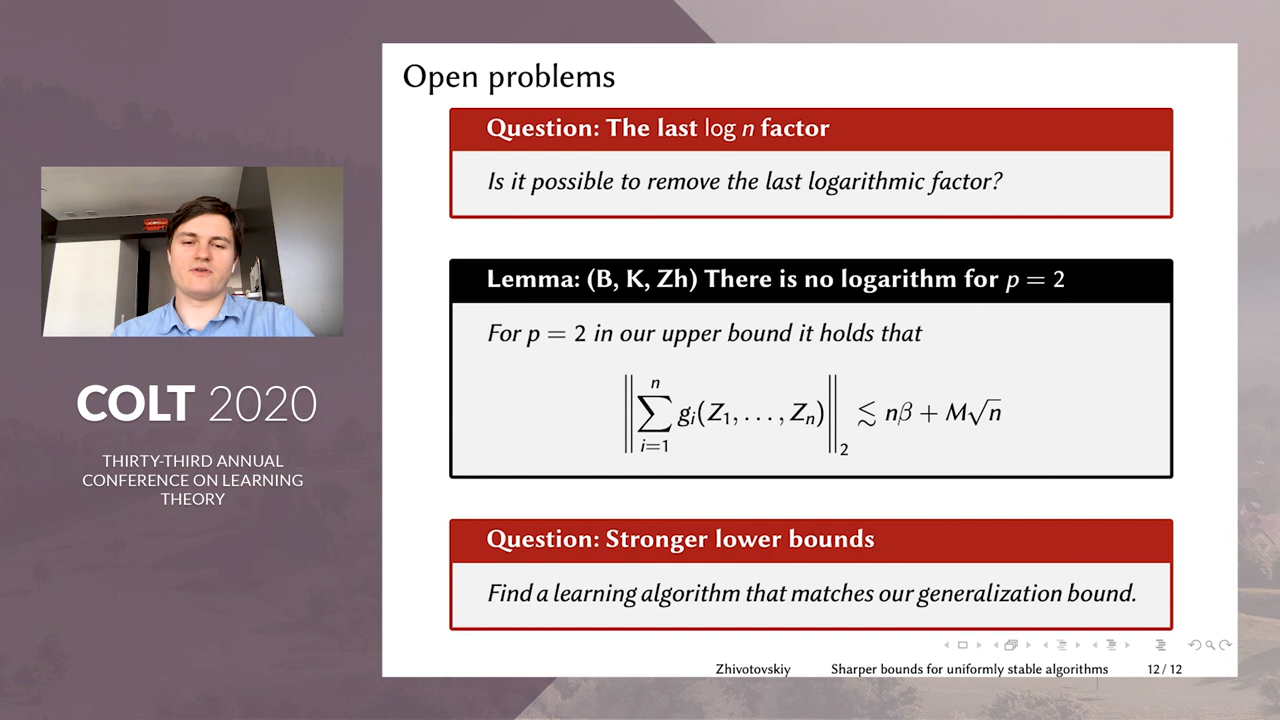 Open problems
Question: The last log n factor
Is it possible to remove the last logarithmic factor?
Lemma: (B, K, Zh) There is no logarithm for p = 2
For p = 2 in our upper bound it holds that
‖ ∑_{i=1}^{n} g_i(Z_1, . . . , Z_n) ‖_2 ≲ nβ + M√n
Question: Stronger lower bounds
Find a learning algorithm that matches our generalization bound.
Zhivotovskiy Sharper bounds for uniformly stable algorithms 12 / 12
COLT 2020
THIRTY-THIRD ANNUAL
CONFERENCE ON LEARNING
THEORY